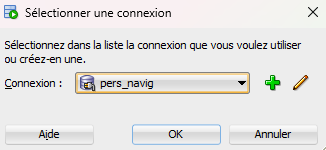 Sélectionner une connexion
Sélectionnez dans la liste la connexion que vous voulez utiliser
ou créez-en une.
Connexion : pers_navig
Aide OK Annuler